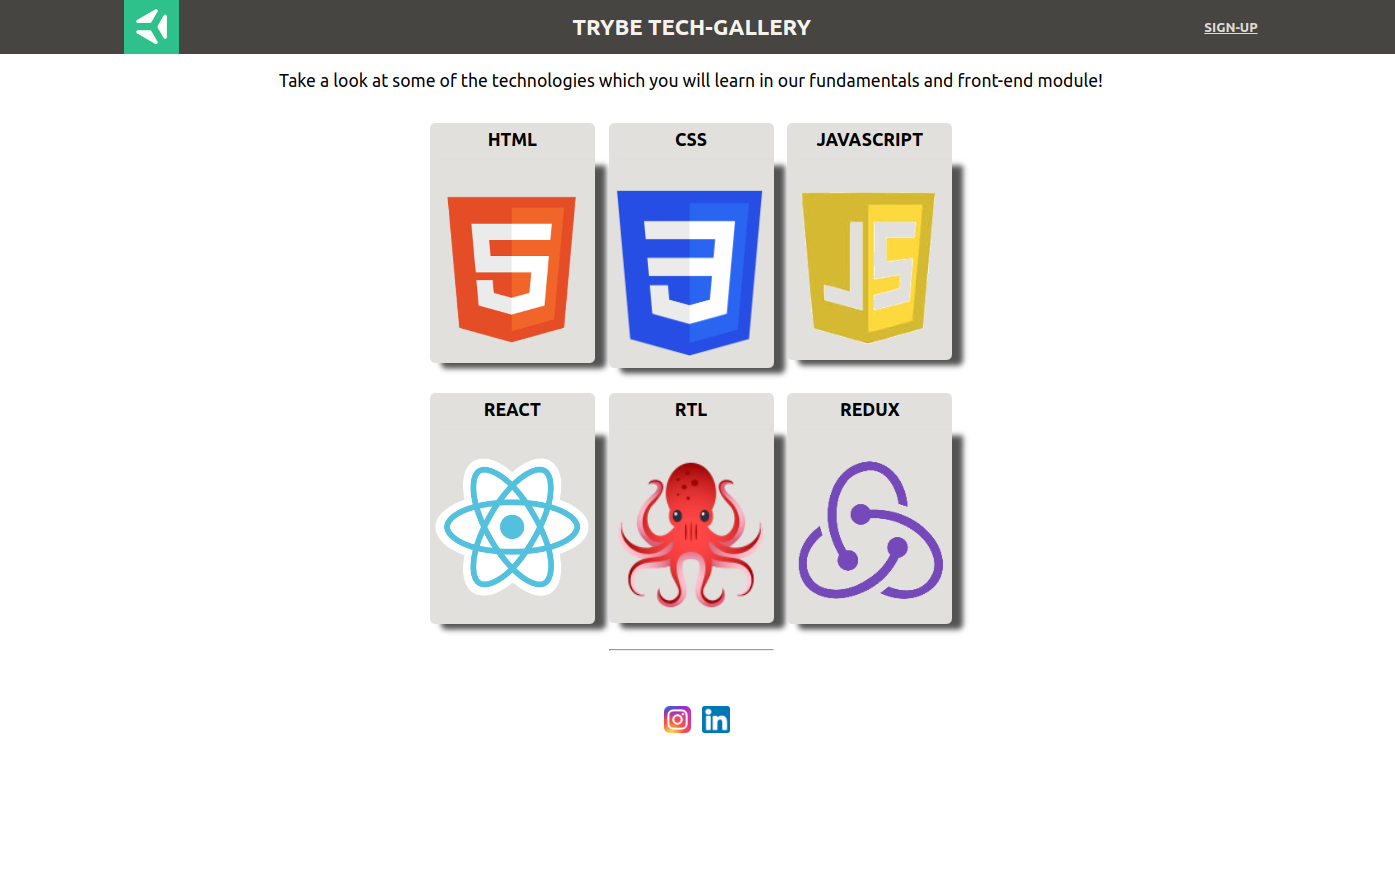 TRYBE TECH-GALLERY
SIGN-UP
Take a look at some of the technologies which you will learn in our fundamentals and front-end module!
HTML
CSS
JAVASCRIPT
5
3
JS
REACT
RTL
REDUX
in